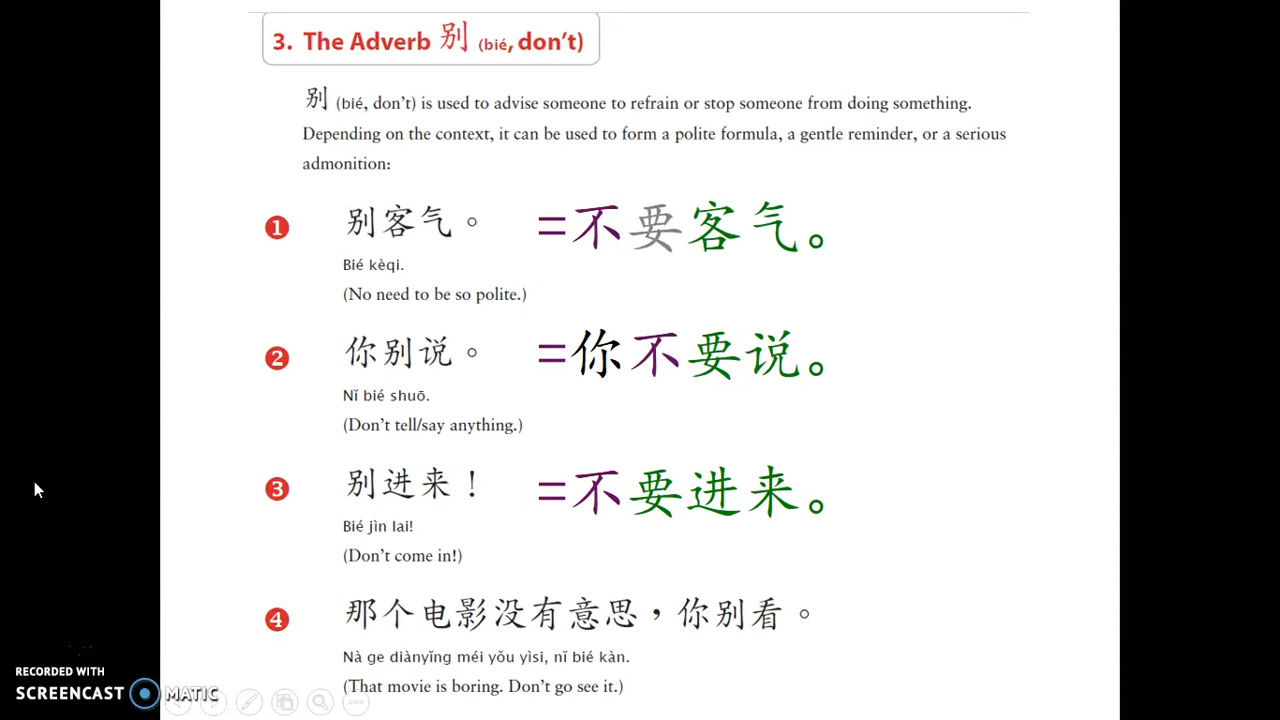 3. The Adverb 别 (bié, don't)
别 (bié, don't) is used to advise someone to refrain or stop someone from doing something.
Depending on the context, it can be used to form a polite formula, a gentle reminder, or a serious
admonition:
1 别客气。 =不要客气。
Bié kèqi.
(No need to be so polite.)
2 你别说。 =你不要说。
Nǐ bié shuō.
(Don't tell/say anything.)
3 别进来！ =不要进来。
Bié jìn lai!
(Don't come in!)
4 那个电影没有意思，你别看。
Nà ge diànyǐng méi yǒu yìsi, nǐ bié kàn.
(That movie is boring. Don't go see it.)
RECORDED WITH
SCREENCAST MATIC